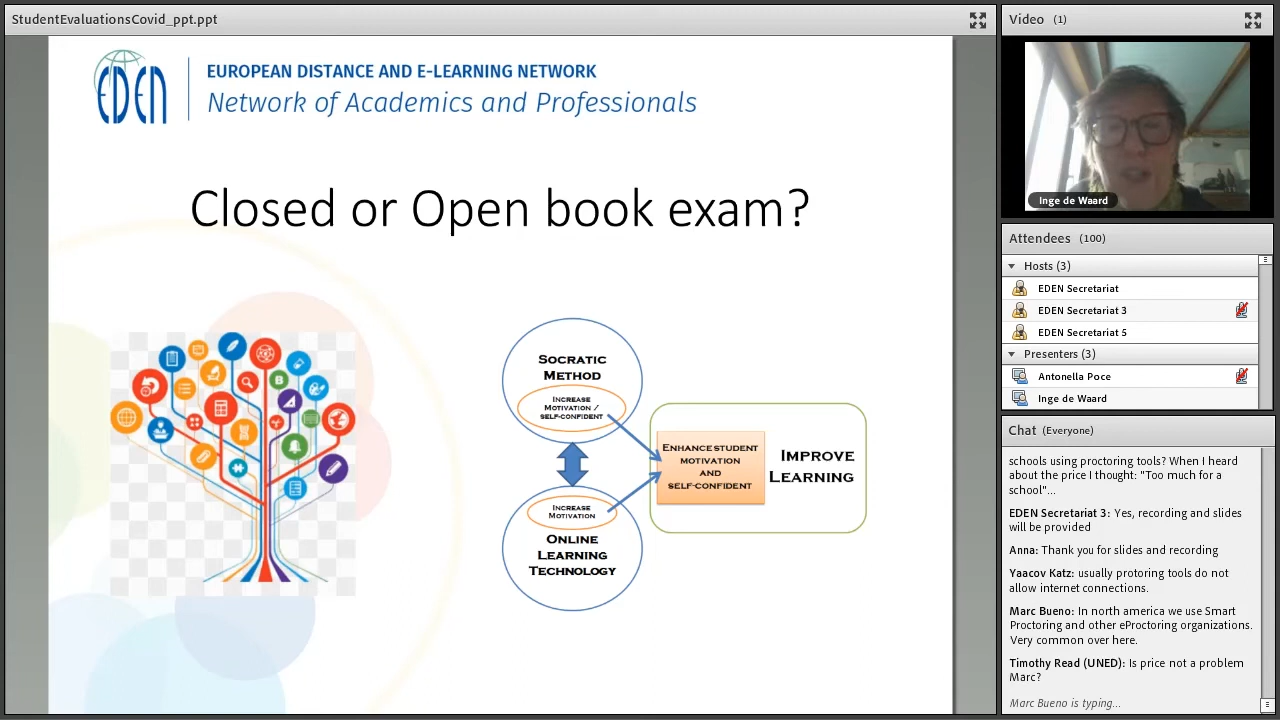 StudentEvaluationsCovid_ppt.ppt
EDEN
EUROPEAN DISTANCE AND E-LEARNING NETWORK
Network of Academics and Professionals
Closed or Open book exam?
B
SOCRATIC
METHOD
INCREASE
MOTIVATION /
SELF-CONFIDENT
ENHANCE STUDENT
MOTIVATION
AND
SELF-CONFIDENT
IMPROVE
LEARNING
INCREASE
MOTIVATION
ONLINE
LEARNING
TECHNOLOGY
Video (1)
Inge de Waard
Attendees (100)
Hosts (3)
EDEN Secretariat
EDEN Secretariat 3
EDEN Secretariat 5
Presenters (3)
Antonella Poce
Inge de Waard
Chat (Everyone)
schools using proctoring tools? When I heard
about the price I thought: "Too much for a
school"...
EDEN Secretariat 3: Yes, recording and slides
will be provided
Anna: Thank you for slides and recording
Yaacov Katz: usually protoring tools do not
allow internet connections.
Marc Bueno: In north america we use Smart
Proctoring and other eProctoring organizations.
Very common over here.
Timothy Read (UNED): Is price not a problem
Marc?
Marc Bueno is typing...